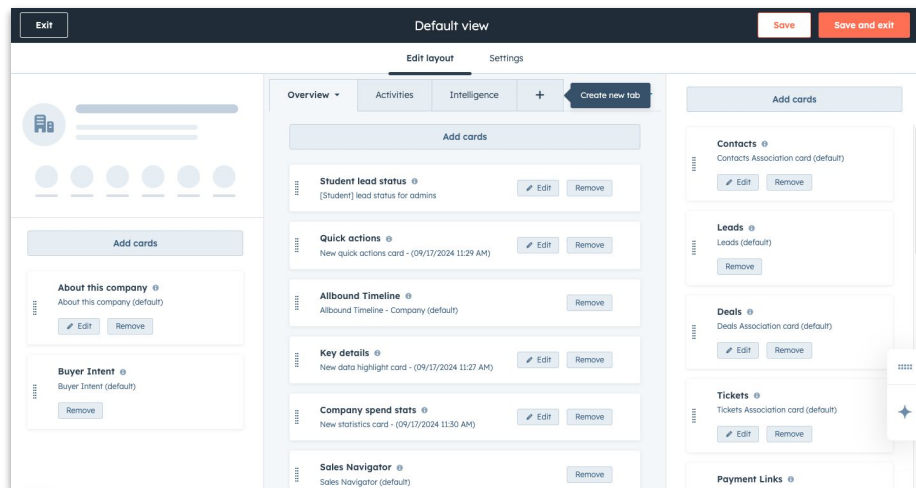 Exit
Default view
Save
Save and exit
Edit layout
Settings
Add cards
About this company
About this company (default)
Edit
Remove
Buyer Intent
Buyer Intent (default)
Remove
Overview
Activities
Intelligence
+
Create new tab
Add cards
Student lead status
[Student] lead status for admins
Edit
Remove
Quick actions
New quick actions card - (09/17/2024 11:29 AM)
Edit
Remove
Allbound Timeline
Allbound Timeline - Company (default)
Remove
Key details
New data highlight card - (09/17/2024 11:27 AM)
Edit
Remove
Company spend stats
New statistics card - (09/17/2024 11:30 AM)
Edit
Remove
Sales Navigator
Sales Navigator (default)
Remove
Add cards
Contacts
Contacts Association card (default)
Edit
Remove
Leads
Leads (default)
Remove
Deals
Deals Association card (default)
Edit
Remove
Tickets
Tickets Association card (default)
Edit
Remove
Payment Links